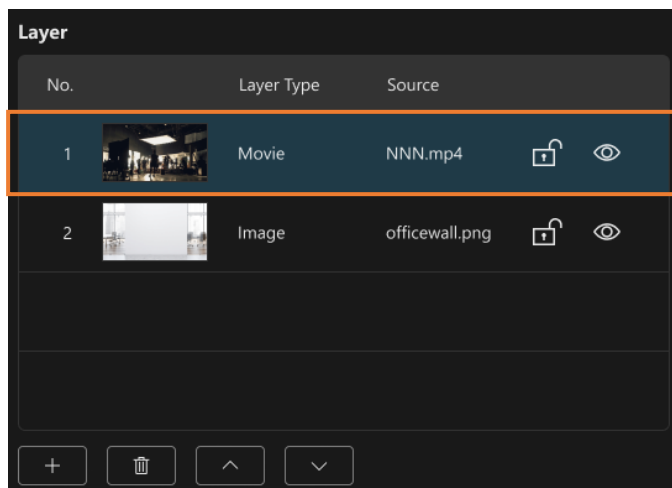 Layer
No. Layer Type Source
1 Movie NNN.mp4
2 Image officewall.png